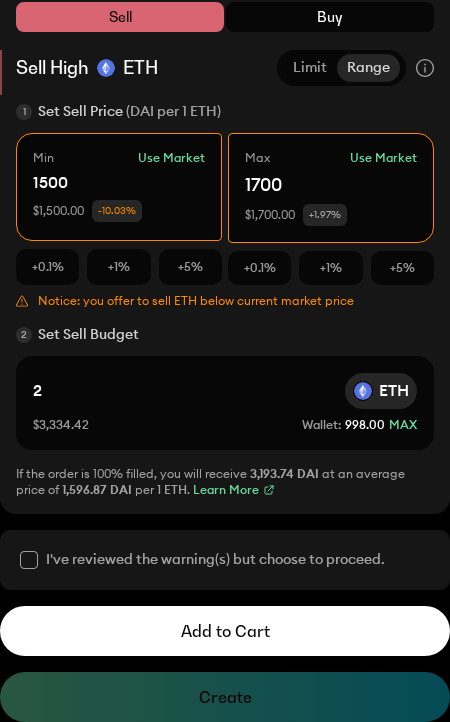 Sell Buy
Sell High ETH Limit Range
1 Set Sell Price (DAI per 1 ETH)
Min Use Market Max Use Market
1500 1700
$1,500.00 -10.03% $1,700.00 +1.97%
+0.1% +1% +5% +0.1% +1% +5%
Notice: you offer to sell ETH below current market price
2 Set Sell Budget
2 ETH
$3,334.42 Wallet: 998.00 MAX
If the order is 100% filled, you will receive 3,193.74 DAI at an average
price of 1,596.87 DAI per 1 ETH. Learn More
I've reviewed the warning(s) but choose to proceed.
Add to Cart
Create